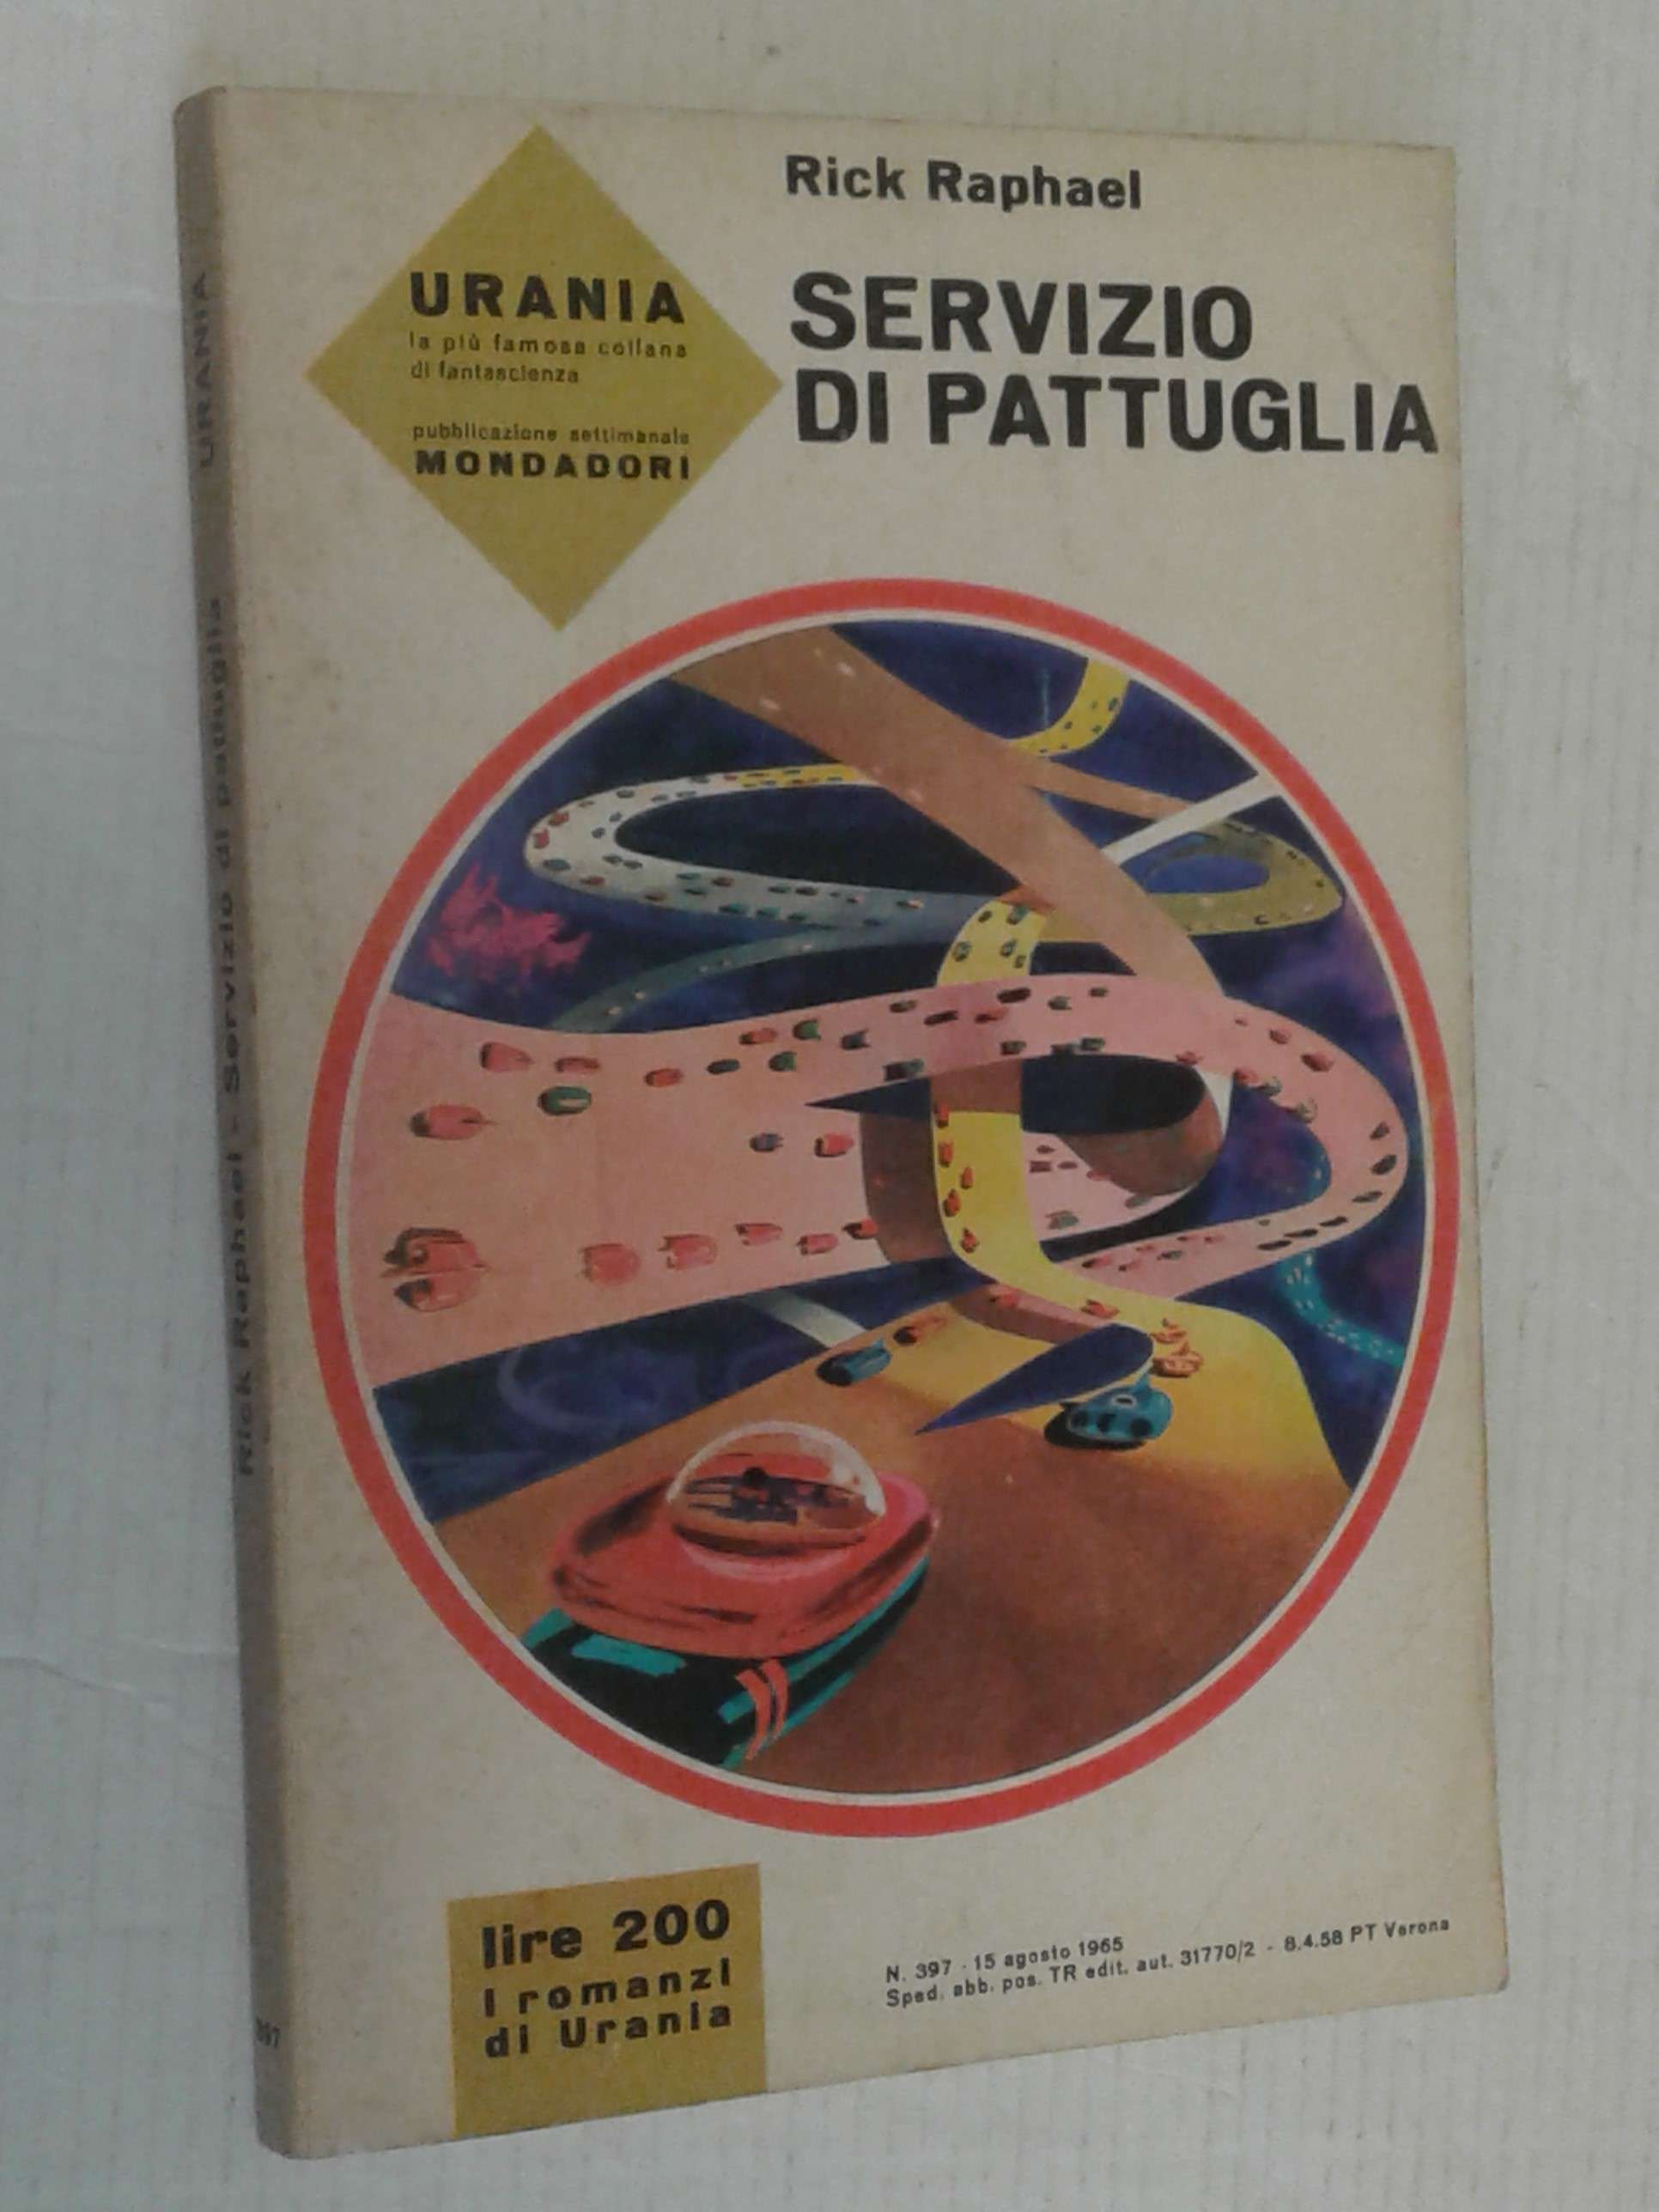 Rick Raphael
SERVIZIO
DI PATTUGLIA
URANIA
la più famosa collana
di fantascienza
pubblicazione settimanale
MONDADORI
lire 200
i romanzi
di Urania
N. 397 - 15 agosto 1965
Sped. abb. pos. TR edit. aut. 31770/2 - 8.4.58 PT Verona
Rick Raphael - Servizio di pattuglia URANIA
397